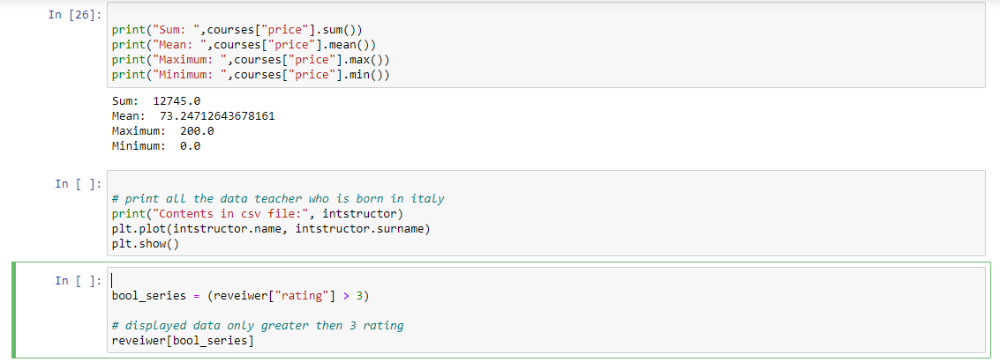 In [26]:
print("Sum: ",courses["price"].sum())
print("Mean: ",courses["price"].mean())
print("Maximum: ",courses["price"].max())
print("Minimum: ",courses["price"].min())
Sum:  12745.0
Mean:  73.24712643678161
Maximum:  200.0
Minimum:  0.0
In [ ]:
# print all the data teacher who is born in italy
print("Contents in csv file:", intstructor)
plt.plot(intstructor.name, intstructor.surname)
plt.show()
In [ ]:
bool_series = (reveiwer["rating"] > 3)
# displayed data only greater then 3 rating
reveiwer[bool_series]